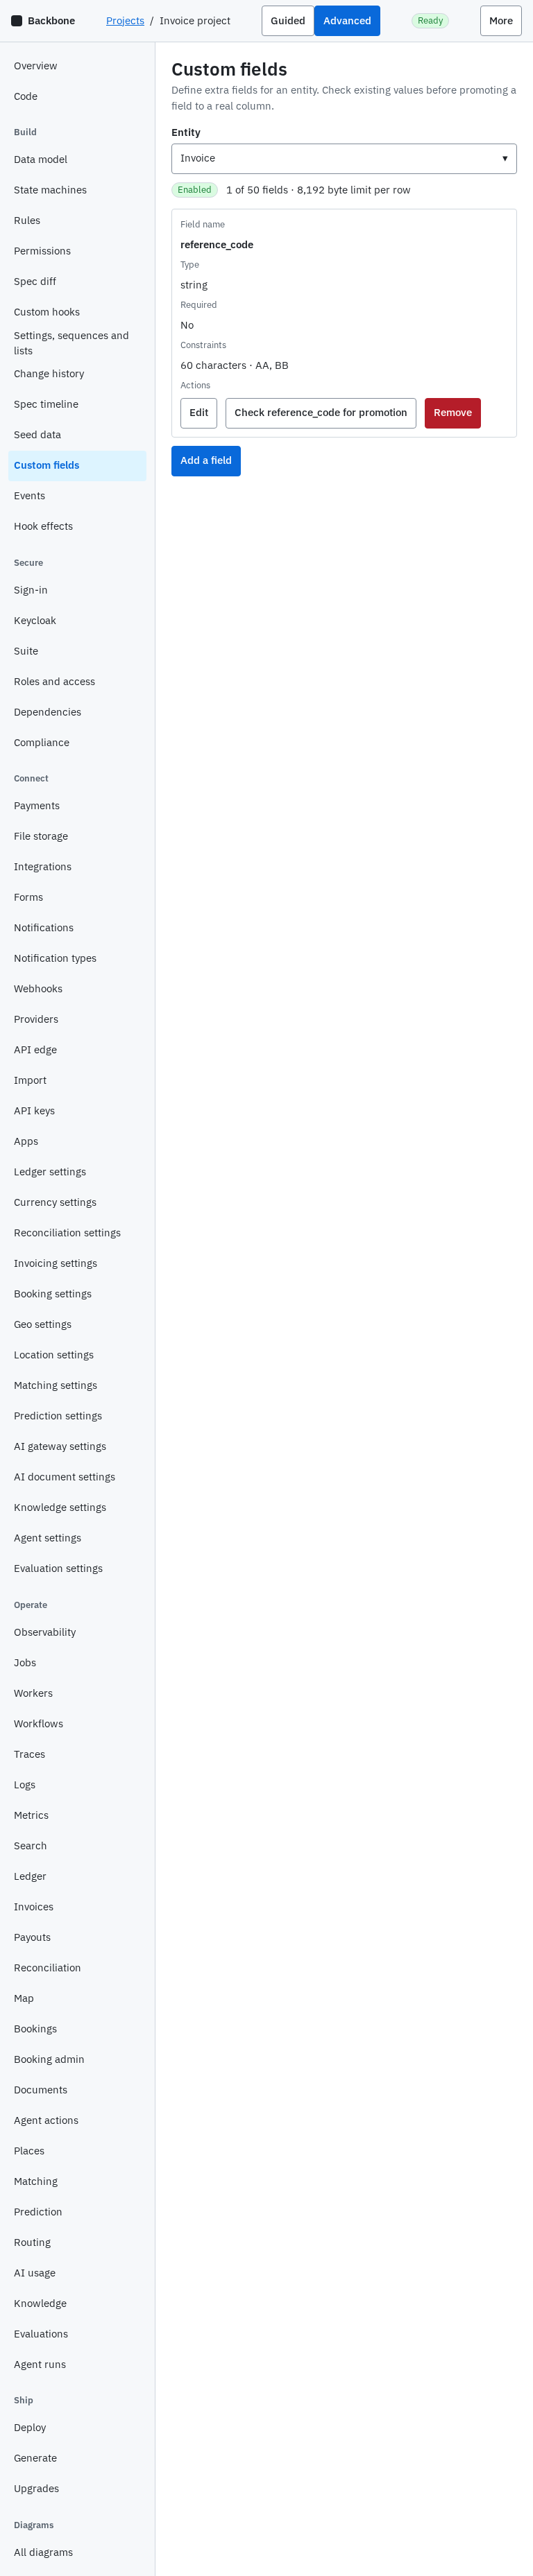 Backbone
Projects / Invoice project
Guided
Advanced
Ready
More
Overview
Code
Build
Data model
State machines
Rules
Permissions
Spec diff
Custom hooks
Settings, sequences and
lists
Change history
Spec timeline
Seed data
Custom fields
Events
Hook effects
Secure
Sign-in
Keycloak
Suite
Roles and access
Dependencies
Compliance
Connect
Payments
File storage
Integrations
Forms
Notifications
Notification types
Webhooks
Providers
API edge
Import
API keys
Apps
Ledger settings
Currency settings
Reconciliation settings
Invoicing settings
Booking settings
Geo settings
Location settings
Matching settings
Prediction settings
AI gateway settings
AI document settings
Knowledge settings
Agent settings
Evaluation settings
Operate
Observability
Jobs
Workers
Workflows
Traces
Logs
Metrics
Search
Ledger
Invoices
Payouts
Reconciliation
Map
Bookings
Booking admin
Documents
Agent actions
Places
Matching
Prediction
Routing
AI usage
Knowledge
Evaluations
Agent runs
Ship
Deploy
Generate
Upgrades
Diagrams
All diagrams
Custom fields
Define extra fields for an entity. Check existing values before promoting a
field to a real column.
Entity
Invoice
Enabled 1 of 50 fields · 8,192 byte limit per row
Field name
reference_code
Type
string
Required
No
Constraints
60 characters · AA, BB
Actions
Edit
Check reference_code for promotion
Remove
Add a field